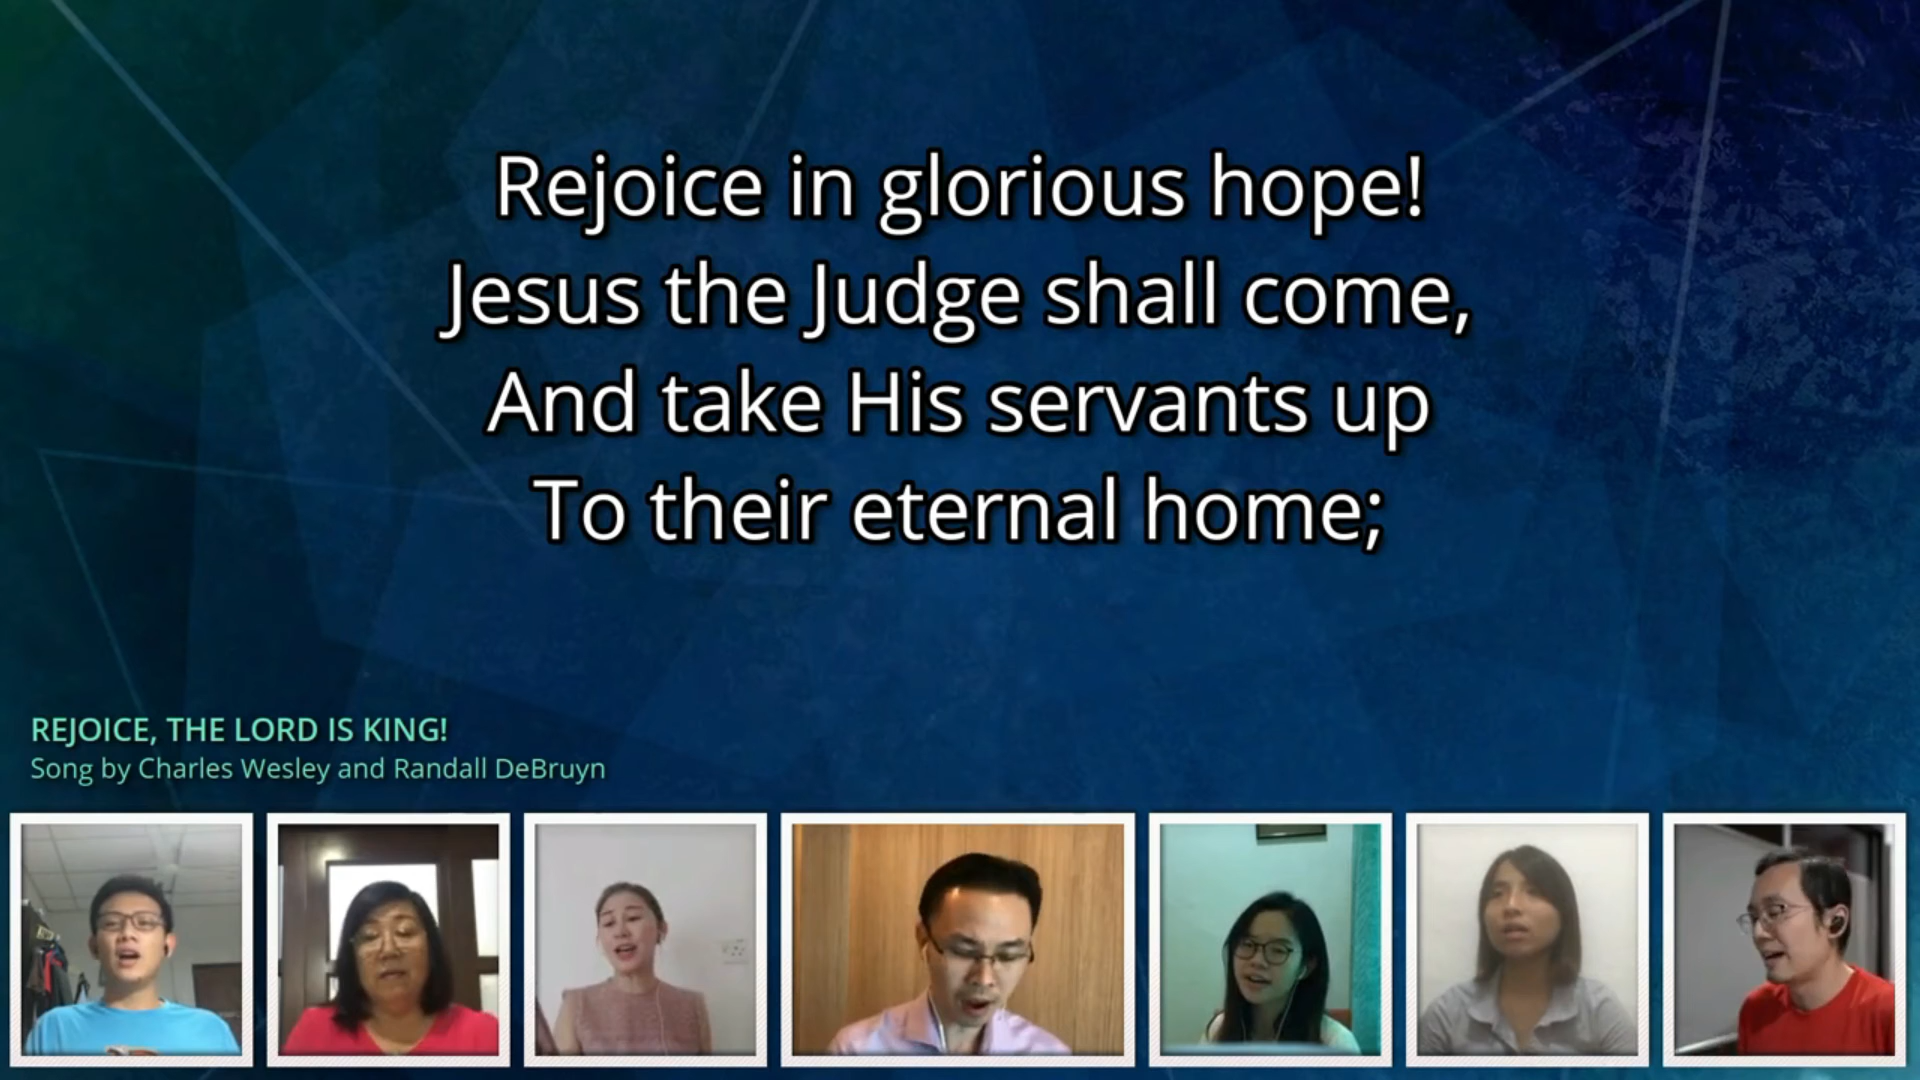 Rejoice in glorious hope!
Jesus the Judge shall come,
And take His servants up
To their eternal home;
REJOICE, THE LORD IS KING!
Song by Charles Wesley and Randall DeBruyn